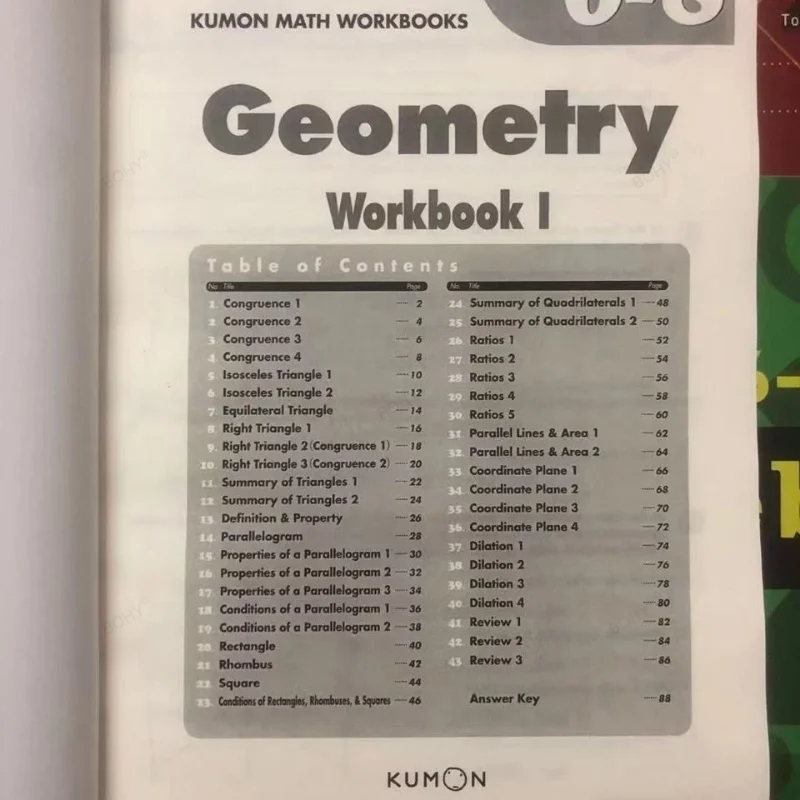 KUMON MATH WORKBOOKS
6-8
To
Geometry
Workbook I
Table of Contents
No. Title Page
1 Congruence 1 2
2 Congruence 2 4
3 Congruence 3 6
4 Congruence 4 8
5 Isosceles Triangle 1 10
6 Isosceles Triangle 2 12
7 Equilateral Triangle 14
8 Right Triangle 1 16
9 Right Triangle 2 (Congruence 1) 18
10 Right Triangle 3 (Congruence 2) 20
11 Summary of Triangles 1 22
12 Summary of Triangles 2 24
13 Definition & Property 26
14 Parallelogram 28
15 Properties of a Parallelogram 1 30
16 Properties of a Parallelogram 2 32
17 Properties of a Parallelogram 3 34
18 Conditions of a Parallelogram 1 36
19 Conditions of a Parallelogram 2 38
20 Rectangle 40
21 Rhombus 42
22 Square 44
23 Conditions of Rectangles, Rhombuses, & Squares 46
No. Title Page
24 Summary of Quadrilaterals 1 48
25 Summary of Quadrilaterals 2 50
26 Ratios 1 52
27 Ratios 2 54
28 Ratios 3 56
29 Ratios 4 58
30 Ratios 5 60
31 Parallel Lines & Area 1 62
32 Parallel Lines & Area 2 64
33 Coordinate Plane 1 66
34 Coordinate Plane 2 68
35 Coordinate Plane 3 70
36 Coordinate Plane 4 72
37 Dilation 1 74
38 Dilation 2 76
39 Dilation 3 78
40 Dilation 4 80
41 Review 1 82
42 Review 2 84
43 Review 3 86
Answer Key 88
KUMON
BOHY
BOHY
BOHY